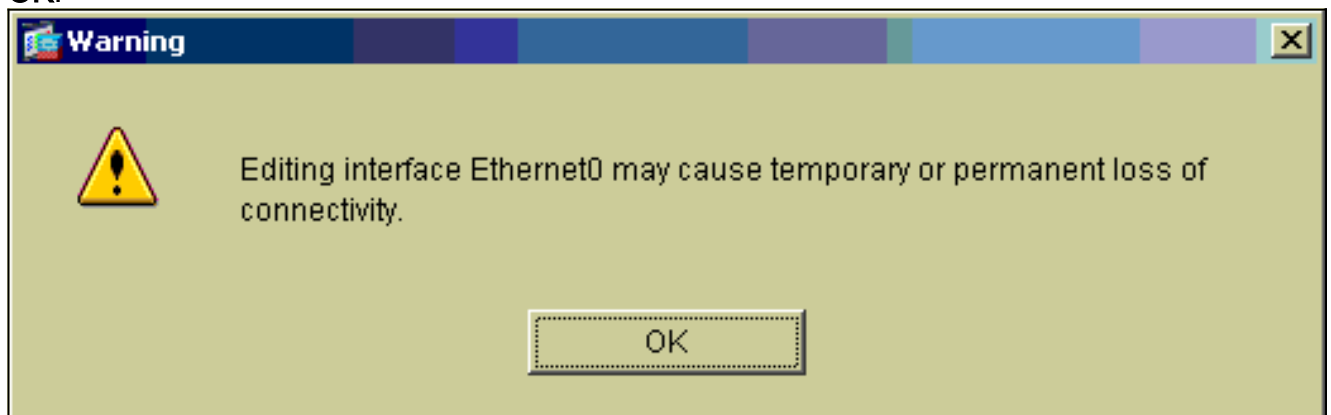 OK.
Warning
Editing interface Ethernet0 may cause temporary or permanent loss of
connectivity.
OK